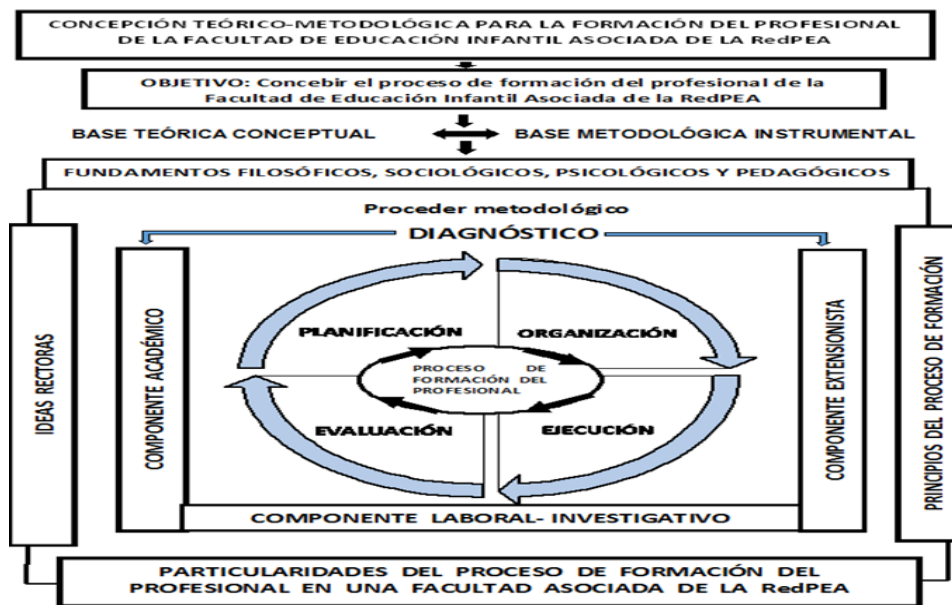 CONCEPCIÓN TEÓRICO-METODOLÓGICA PARA LA FORMACIÓN DEL PROFESIONAL
DE LA FACULTAD DE EDUCACIÓN INFANTIL ASOCIADA DE LA RedPEA
OBJETIVO: Concebir el proceso de formación del profesional de la
Facultad de Educación Infantil Asociada de la RedPEA
BASE TEÓRICA CONCEPTUAL
BASE METODOLÓGICA INSTRUMENTAL
FUNDAMENTOS FILOSÓFICOS, SOCIOLÓGICOS, PSICOLÓGICOS Y PEDAGÓGICOS
Proceder metodológico
DIAGNÓSTICO
IDEAS RECTORAS
COMPONENTE ACADÉMICO
PLANIFICACIÓN
ORGANIZACIÓN
PROCESO DE
FORMACIÓN DEL
PROFESIONAL
EVALUACIÓN
EJECUCIÓN
COMPONENTE EXTENSIONISTA
PRINCIPIOS DEL PROCESO DE FORMACIÓN
COMPONENTE LABORAL- INVESTIGATIVO
PARTICULARIDADES DEL PROCESO DE FORMACIÓN DEL
PROFESIONAL EN UNA FACULTAD ASOCIADA DE LA RedPEA